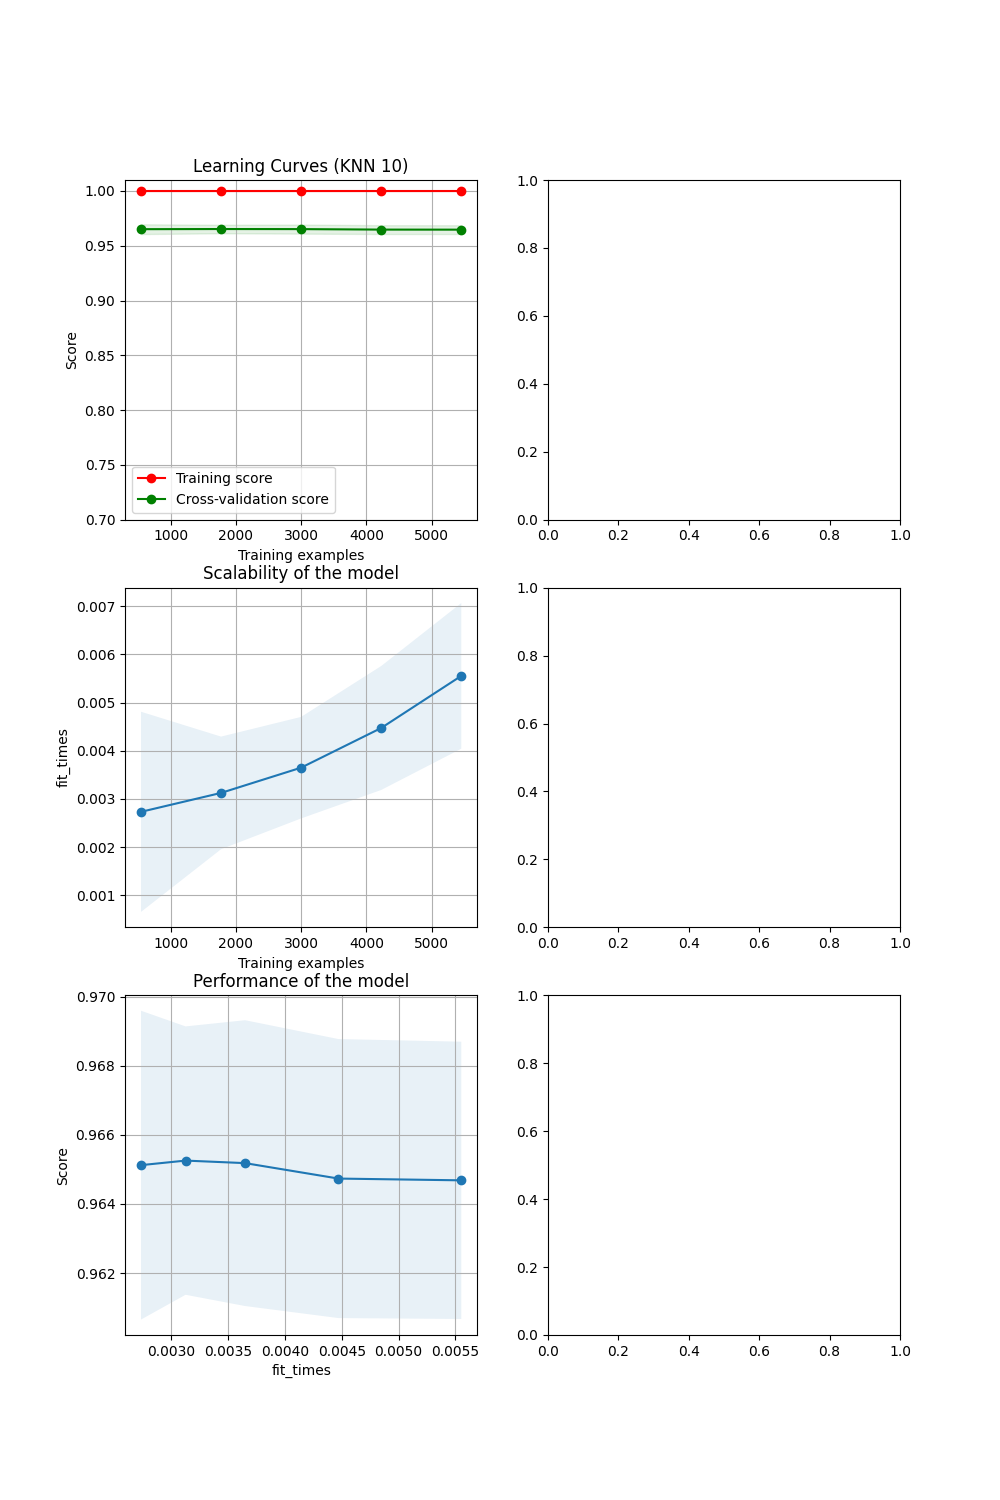 Learning Curves (KNN 10)
1.00
0.95
0.90
0.85
0.80
0.75
0.70
Score
Training score
Cross-validation score
1000 2000 3000 4000 5000
Training examples
1.0
0.8
0.6
0.4
0.2
0.0
0.0 0.2 0.4 0.6 0.8 1.0
Scalability of the model
0.007
0.006
0.005
0.004
0.003
0.002
0.001
fit_times
1000 2000 3000 4000 5000
Training examples
1.0
0.8
0.6
0.4
0.2
0.0
0.0 0.2 0.4 0.6 0.8 1.0
Performance of the model
0.970
0.968
0.966
0.964
0.962
Score
0.0030 0.0035 0.0040 0.0045 0.0050 0.0055
fit_times
1.0
0.8
0.6
0.4
0.2
0.0
0.0 0.2 0.4 0.6 0.8 1.0